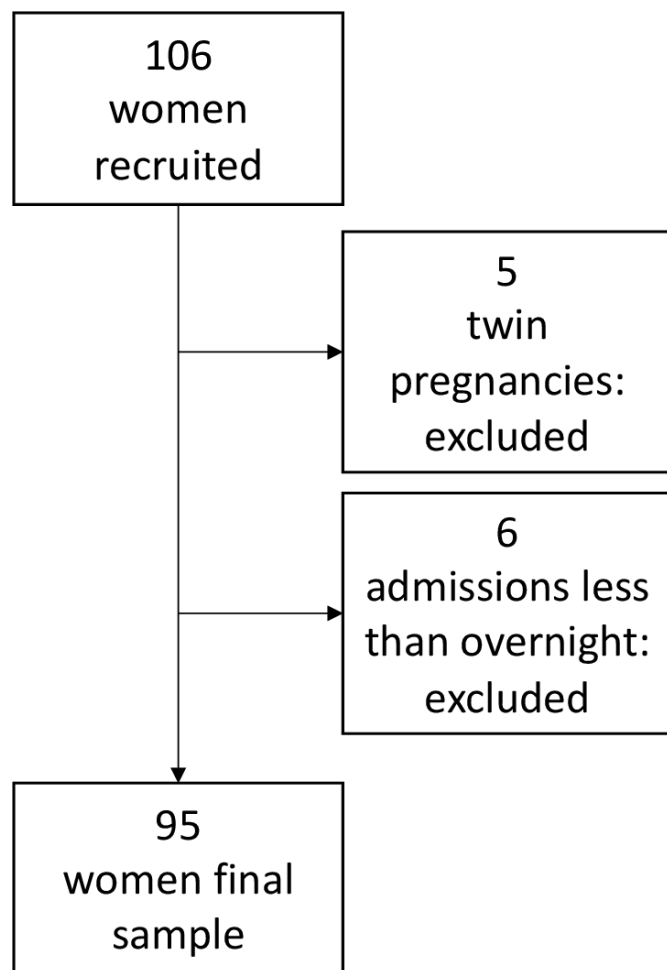 106
women
recruited
5
twin
pregnancies:
excluded
6
admissions less
than overnight:
excluded
95
women final
sample